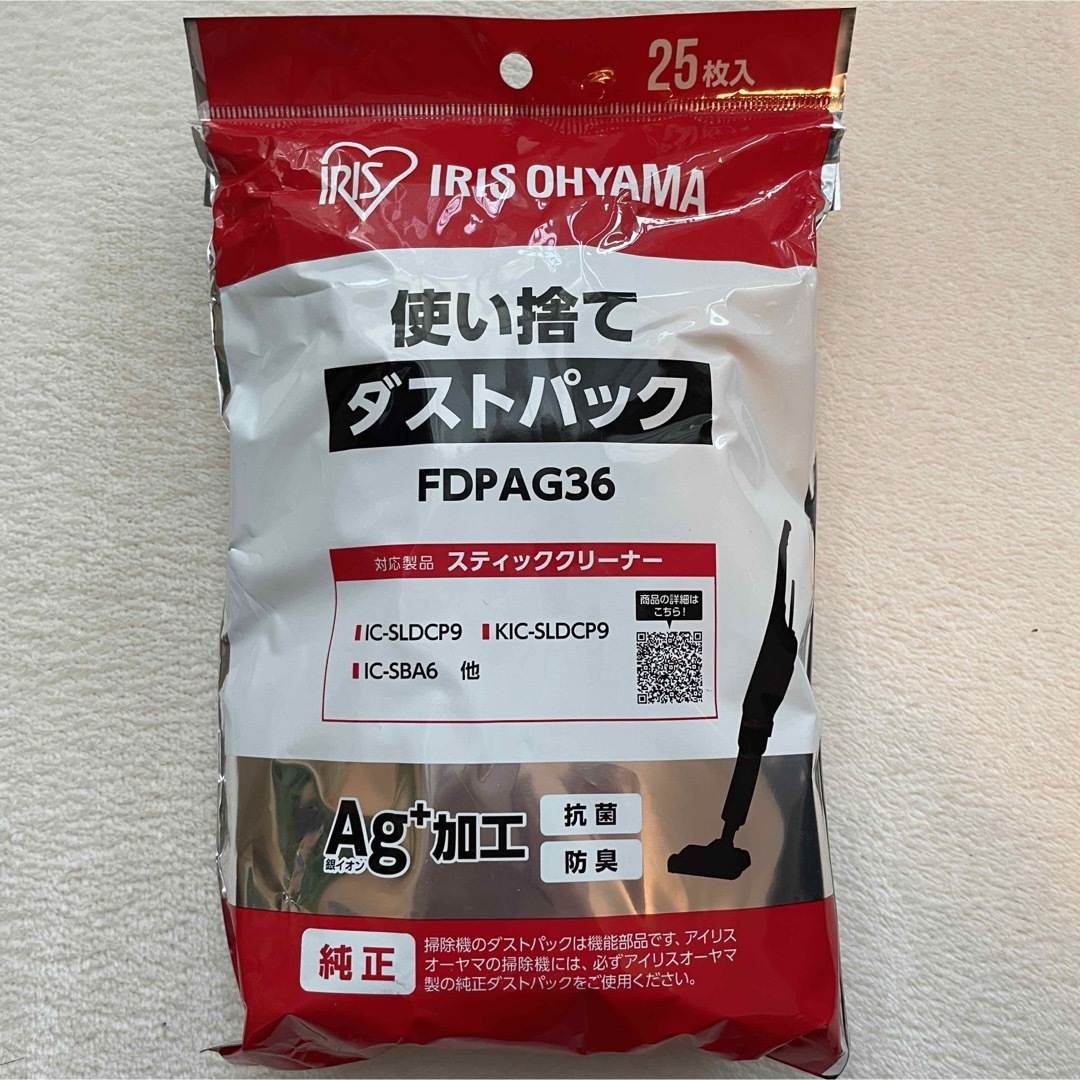 25枚入
IRIS IRIS OHYAMA
使い捨て
ダストパック
FDPAG36
対応製品 スティッククリーナー
商品の詳細は
こちら!
IC-SLDCP9 KIC-SLDCP9
IC-SBA6 他
Ag+加工
銀イオン
抗菌
防臭
純正
掃除機のダストパックは機能部品です、アイリス
オーヤマの掃除機には、必ずアイリスオーヤマ
製の純正ダストパックをご使用ください。